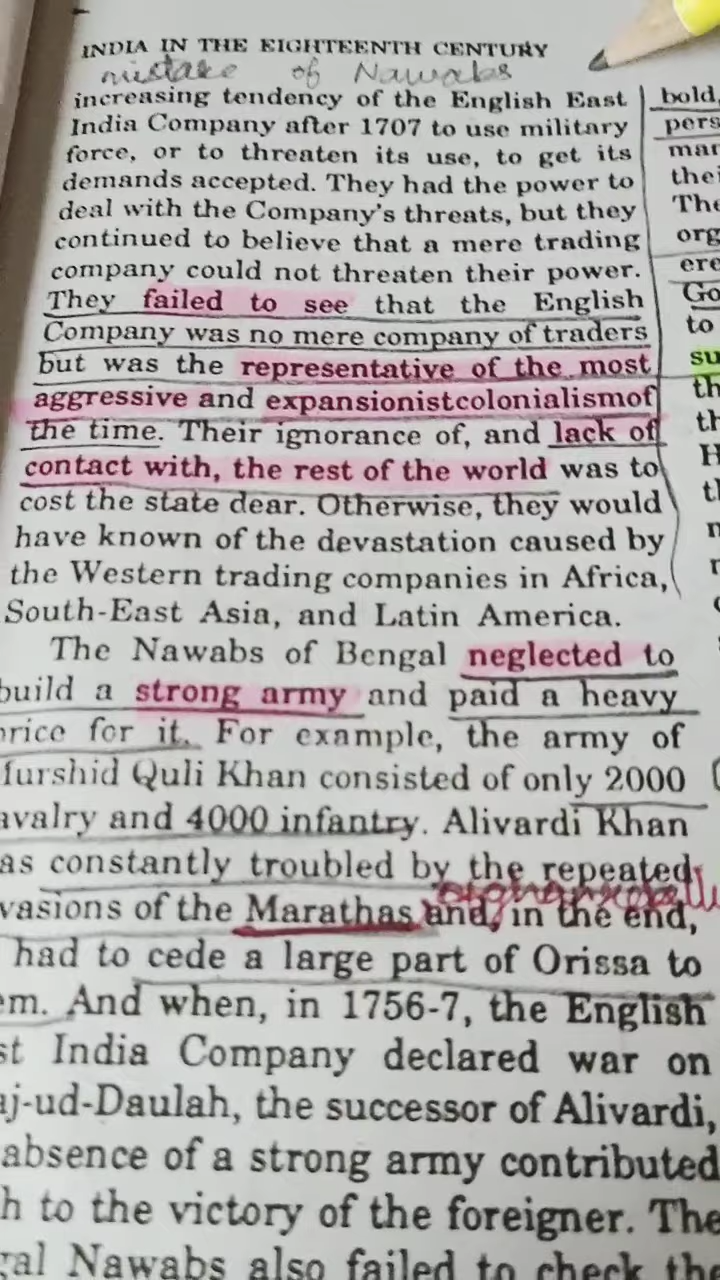 INDIA IN THE EIGHTEENTH CENTURY
mistake of Nawabs
increasing tendency of the English East
India Company after 1707 to use military
force, or to threaten its use, to get its
demands accepted. They had the power to
deal with the Company's threats, but they
continued to believe that a mere trading
company could not threaten their power.
They failed to see that the English
Company was no mere company of traders
but was the representative of the most
aggressive and expansionistcolonialismof
the time. Their ignorance of, and lack of
contact with, the rest of the world was to
cost the state dear. Otherwise, they would
have known of the devastation caused by
the Western trading companies in Africa,
South-East Asia, and Latin America.
The Nawabs of Bengal neglected to
build a strong army and paid a heavy
rice for it. For example, the army of
urshid Quli Khan consisted of only 2000
avalry and 4000 infantry. Alivardi Khan
as constantly troubled by the repeated
vasions of the Marathas and, in the end,
had to cede a large part of Orissa to
em. And when, in 1756-7, the English
st India Company declared war on
aj-ud-Daulah, the successor of Alivardi,
absence of a strong army contributed
h to the victory of the foreigner. The
gal Nawabs also failed to check the
bold,
pers
mar
thei
The
org
ere
Go
to
su
th
th
H